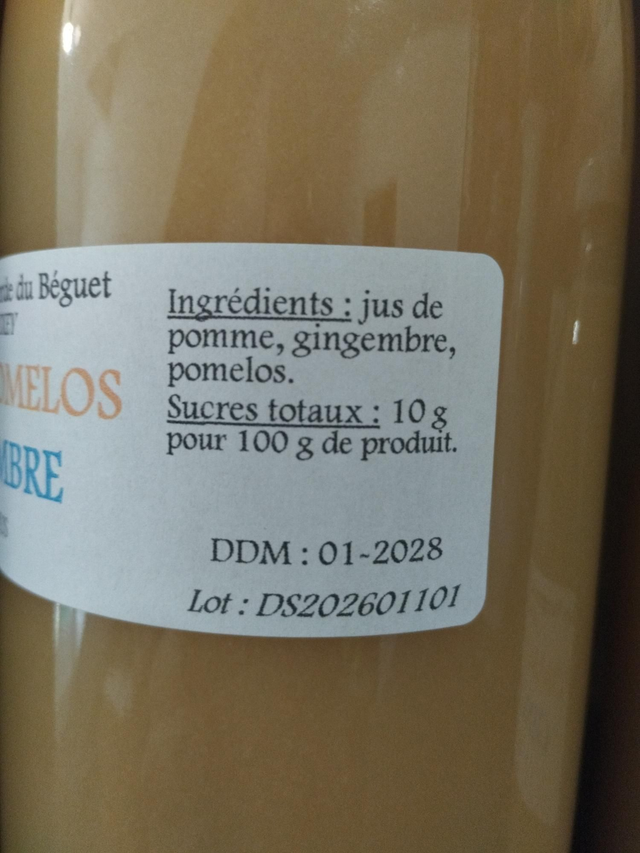 du Béguet
Ingrédients : jus de
pomme, gingembre,
pomelos.
Sucres totaux : 10 g
pour 100 g de produit.
OMELOS
MBRE
DDM : 01-2028
Lot : DS202601101